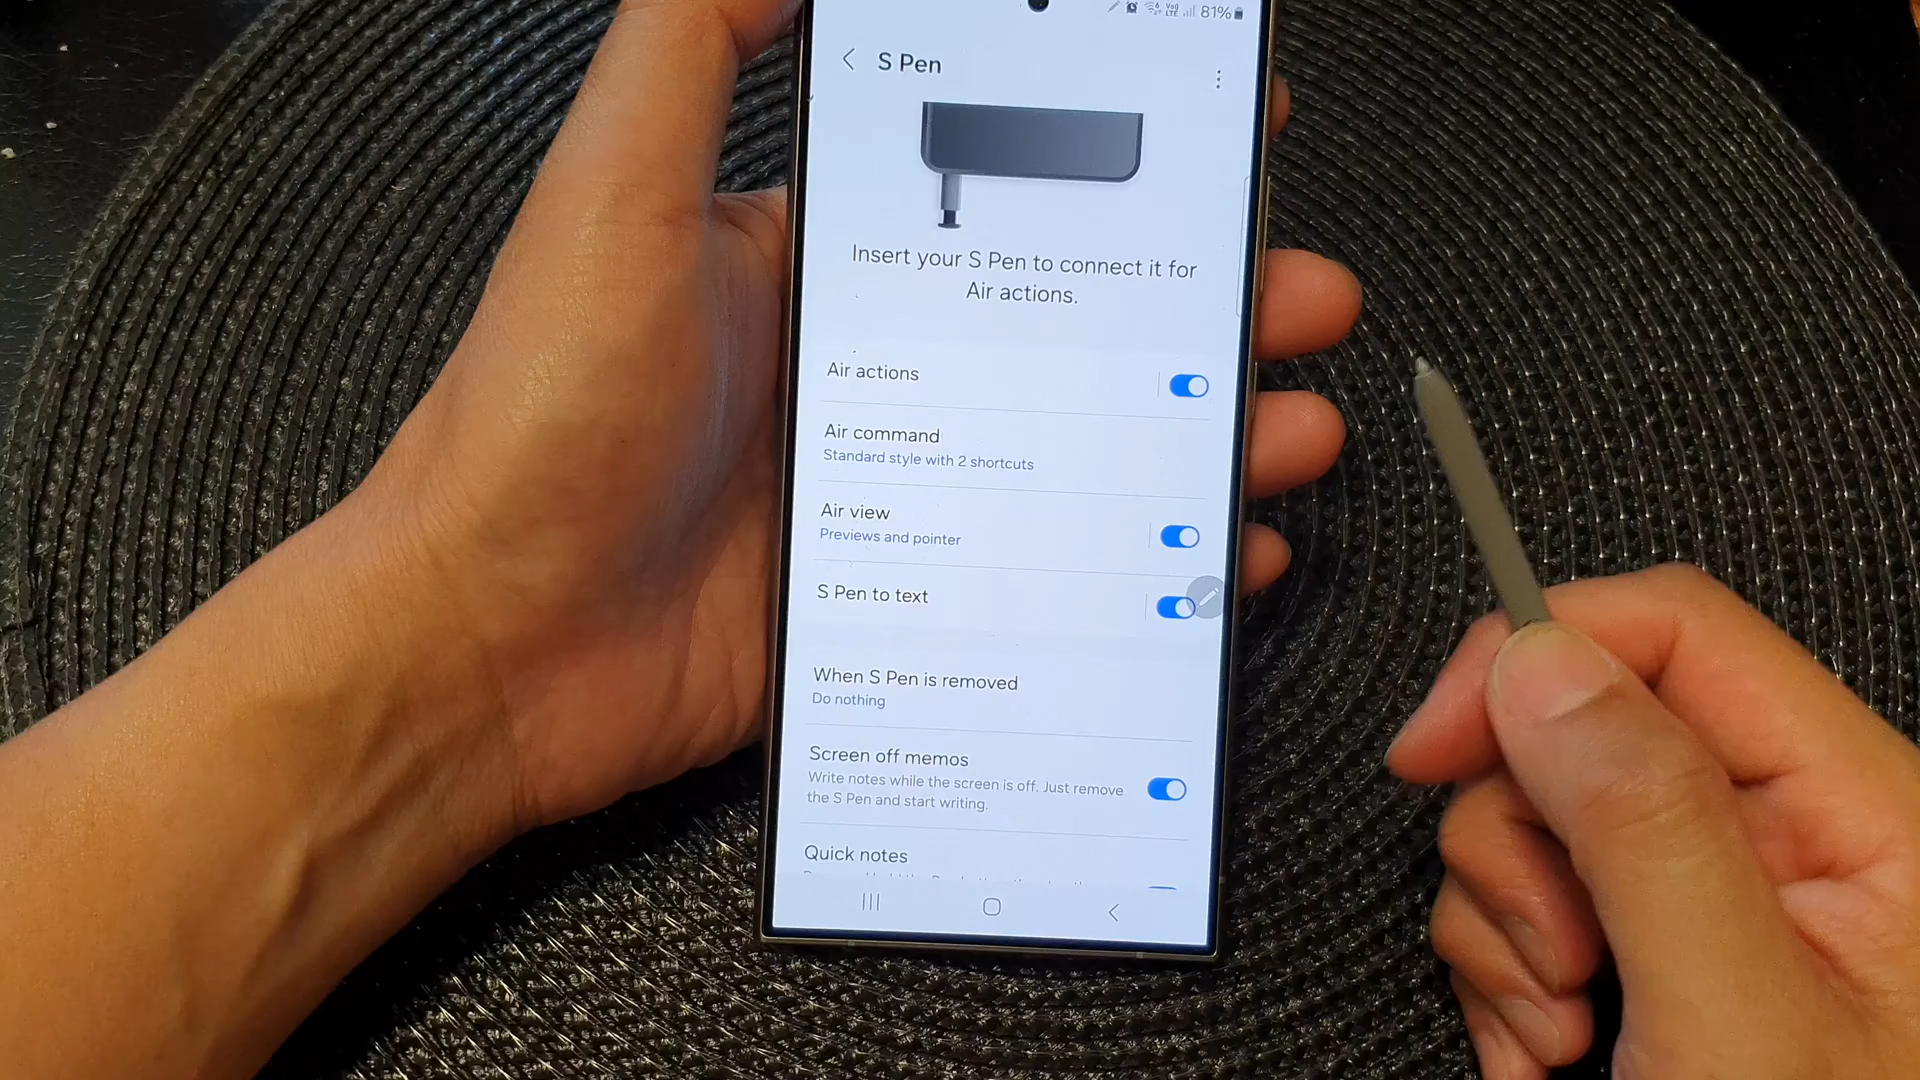 81%
S Pen
Insert your S Pen to connect it for
Air actions.
Air actions
Air command
Standard style with 2 shortcuts
Air view
Previews and pointer
S Pen to text
When S Pen is removed
Do nothing
Screen off memos
Write notes while the screen is off. Just remove
the S Pen and start writing.
Quick notes